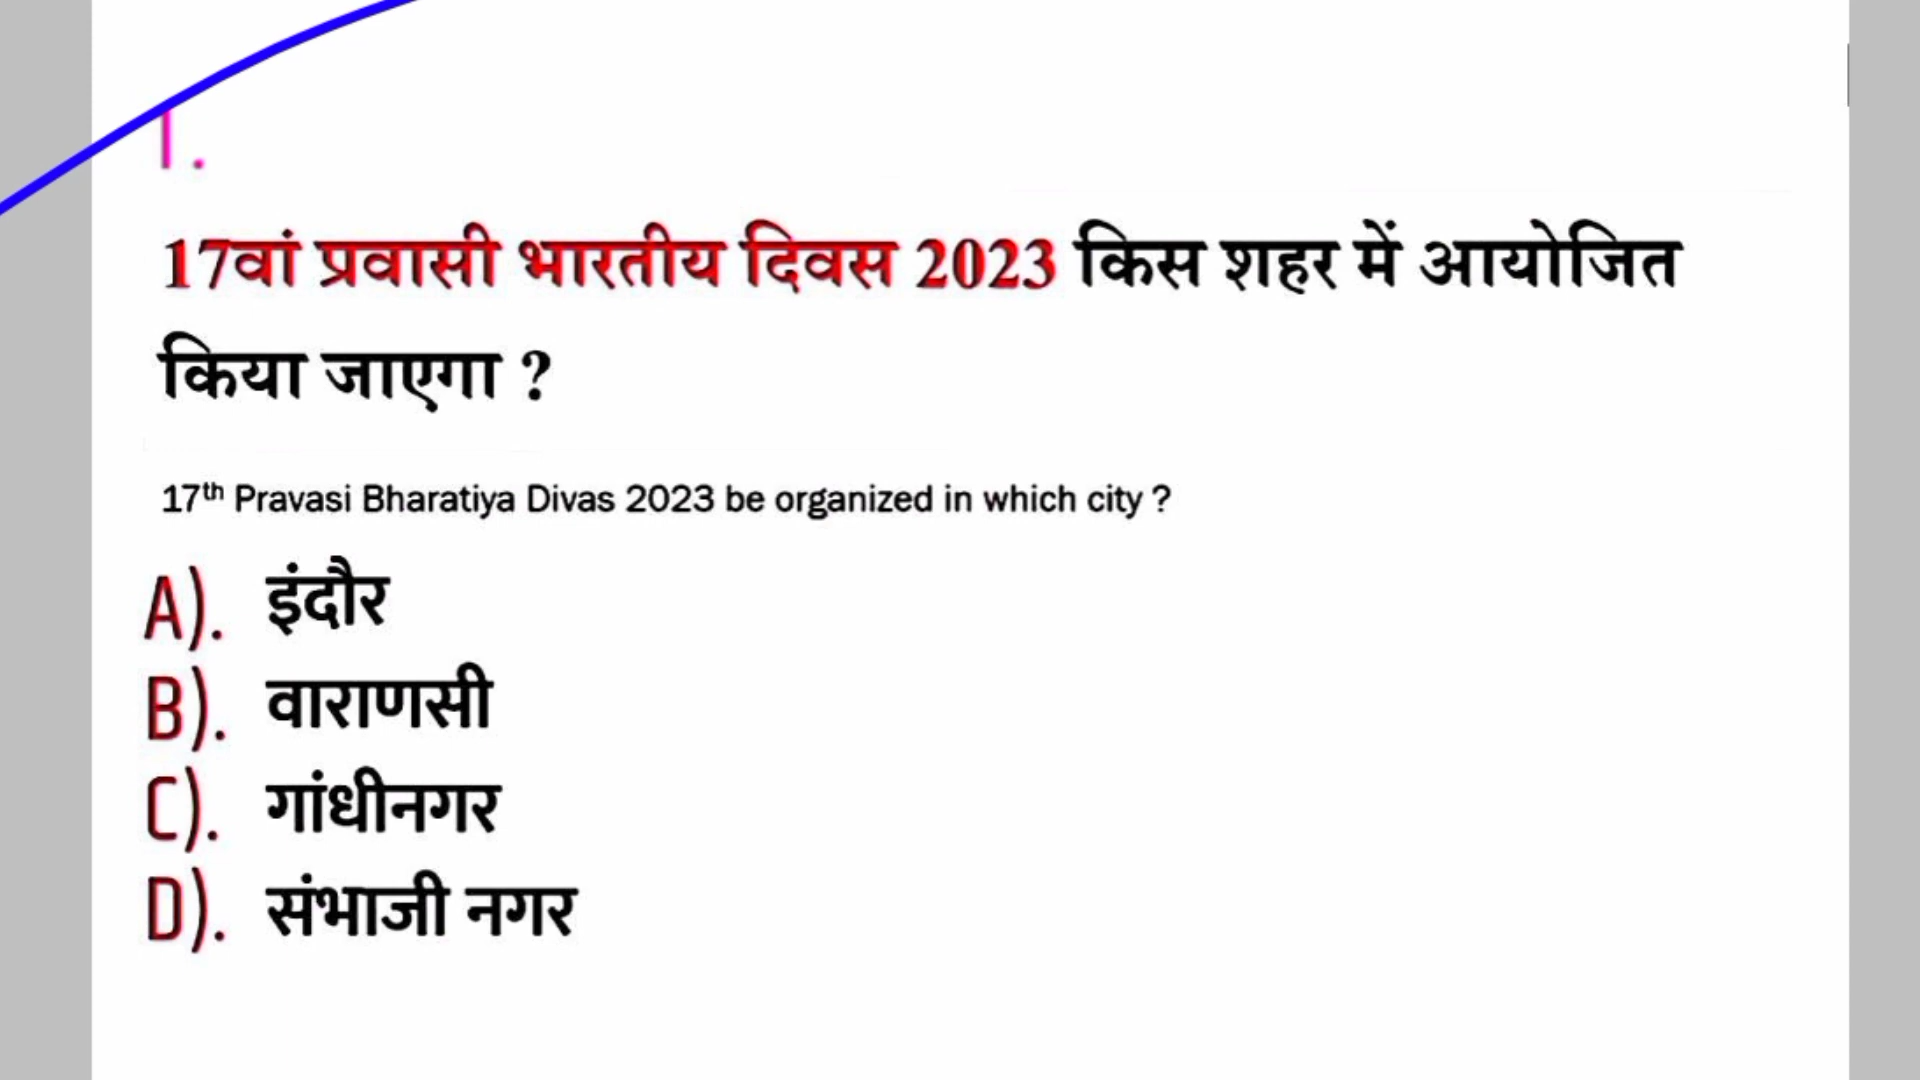 1.
17वां प्रवासी भारतीय दिवस 2023 किस शहर में आयोजित
किया जाएगा ?
17th Pravasi Bharatiya Divas 2023 be organized in which city ?
A). इंदौर
B). वाराणसी
C). गांधीनगर
D). संभाजी नगर